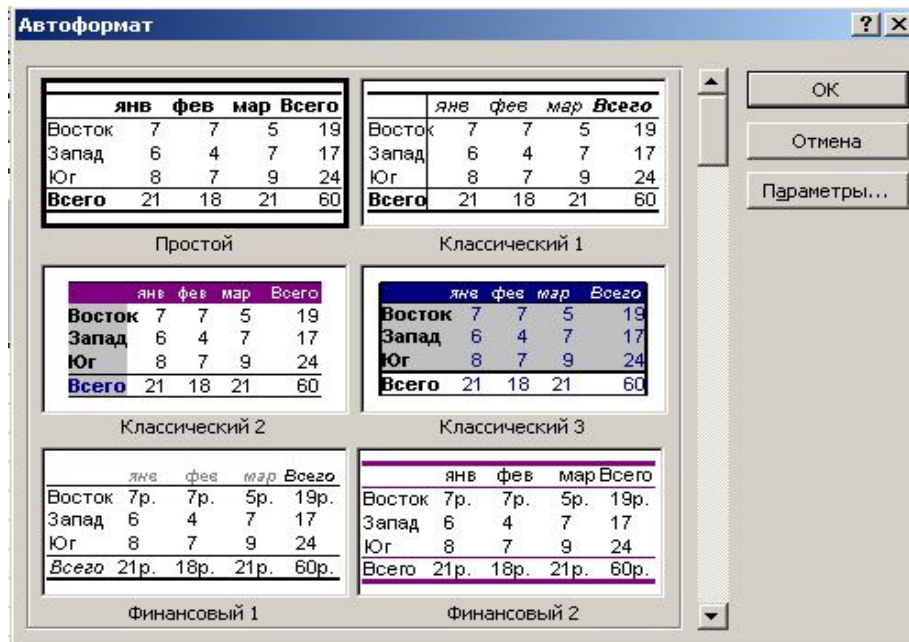 Автоформат
янв фев мар Всего
Восток 7 7 5 19
Запад 6 4 7 17
Юг 8 7 9 24
Всего 21 18 21 60
Простой
янв фев мар Всего
Восток 7 7 5 19
Запад 6 4 7 17
Юг 8 7 9 24
Всего 21 18 21 60
Классический 1
янв фев мар Всего
Восток 7 7 5 19
Запад 6 4 7 17
Юг 8 7 9 24
Всего 21 18 21 60
Классический 2
янв фев мар Всего
Восток 7 7 5 19
Запад 6 4 7 17
Юг 8 7 9 24
Всего 21 18 21 60
Классический 3
янв фев мар Всего
Восток 7р. 7р. 5р. 19р.
Запад 6 4 7 17
Юг 8 7 9 24
Всего 21р. 18р. 21р. 60р.
Финансовый 1
янв фев мар Всего
Восток 7р. 7р. 5р. 19р.
Запад 6 4 7 17
Юг 8 7 9 24
Всего 21р. 18р. 21р. 60р.
Финансовый 2
ОК
Отмена
Параметры...